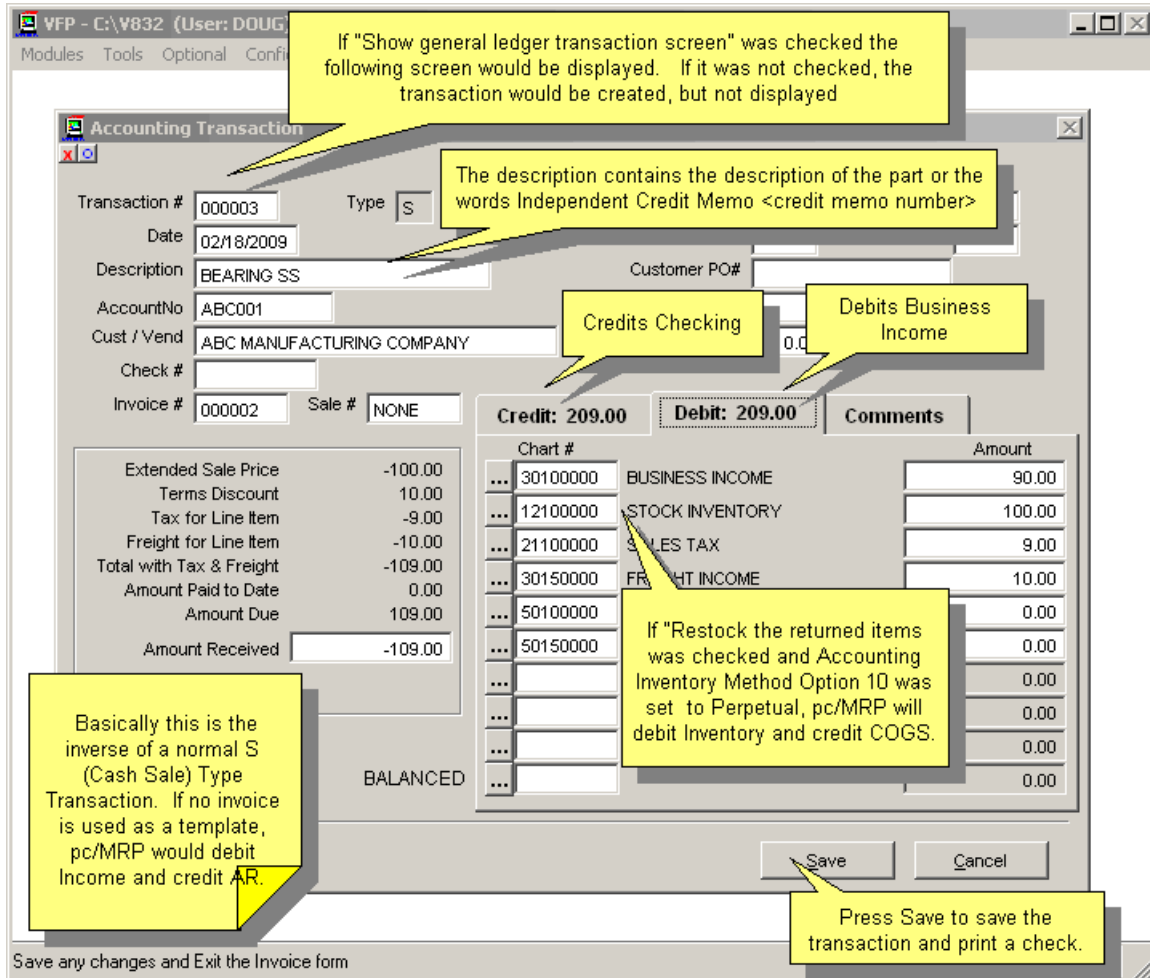 VFP - C:\V832 (User: DOUG)
Modules Tools Optional
If "Show general ledger transaction screen" was checked the
following screen would be displayed. If it was not checked, the
transaction would be created, but not displayed
Accounting Transaction
The description contains the description of the part or the
words Independent Credit Memo <credit memo number>
Transaction # 000003 Type S
Date 02/18/2009
Description BEARING SS Customer PO#
AccountNo ABC001
Cust / Vend ABC MANUFACTURING COMPANY
Credits Checking
Debits Business
Income
Check #
Invoice # 000002 Sale # NONE
Credit: 209.00 Debit: 209.00 Comments
Chart # Amount
... 30100000 BUSINESS INCOME 90.00
... 12100000 STOCK INVENTORY 100.00
... 21100000 SALES TAX 9.00
... 30150000 FREIGHT INCOME 10.00
... 50100000 0.00
... 50150000 0.00
... 0.00
... 0.00
... 0.00
... 0.00
Extended Sale Price -100.00
Terms Discount 10.00
Tax for Line Item -9.00
Freight for Line Item -10.00
Total with Tax & Freight -109.00
Amount Paid to Date 0.00
Amount Due 109.00
Amount Received -109.00
If "Restock the returned items
was checked and Accounting
Inventory Method Option 10 was
set to Perpetual, pc/MRP will
debit Inventory and credit COGS.
Basically this is the
inverse of a normal S
(Cash Sale) Type
Transaction. If no invoice
is used as a template,
pc/MRP would debit
Income and credit AR.
BALANCED
Save Cancel
Press Save to save the
transaction and print a check.
Save any changes and Exit the Invoice form